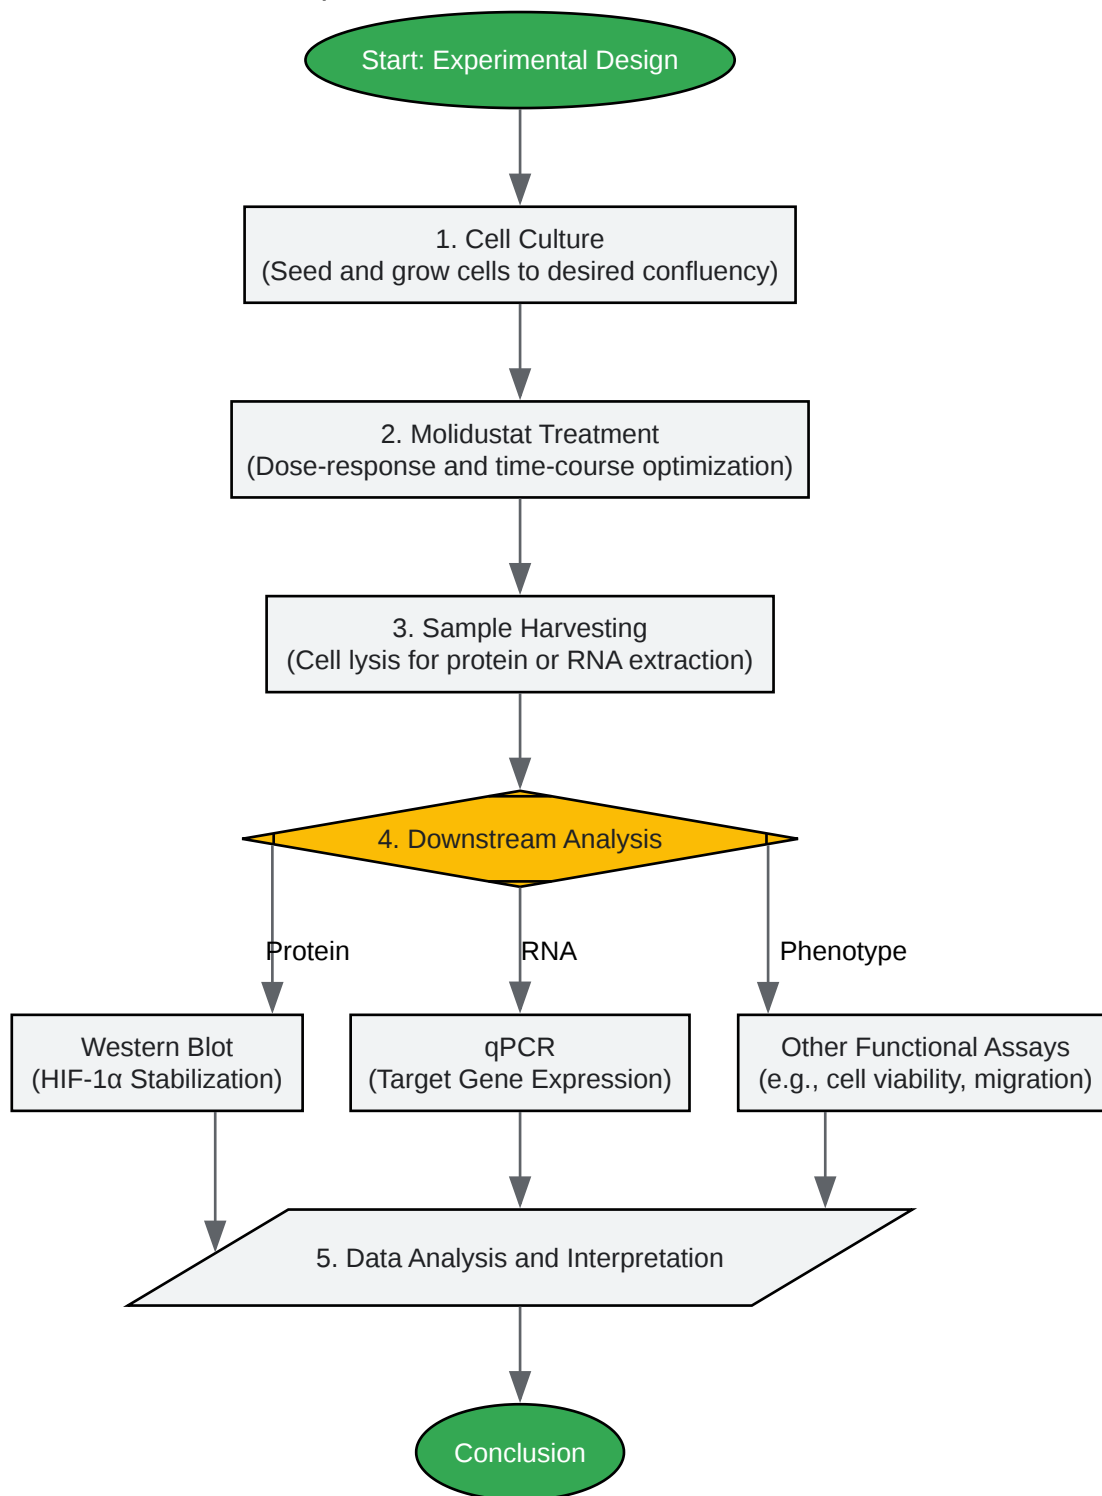 Start: Experimental Design
1. Cell Culture
(Seed and grow cells to desired confluency)
2. Molidustat Treatment
(Dose-response and time-course optimization)
3. Sample Harvesting
(Cell lysis for protein or RNA extraction)
4. Downstream Analysis
Protein
RNA
Phenotype
Western Blot
(HIF-1α Stabilization)
qPCR
(Target Gene Expression)
Other Functional Assays
(e.g., cell viability, migration)
5. Data Analysis and Interpretation
Conclusion